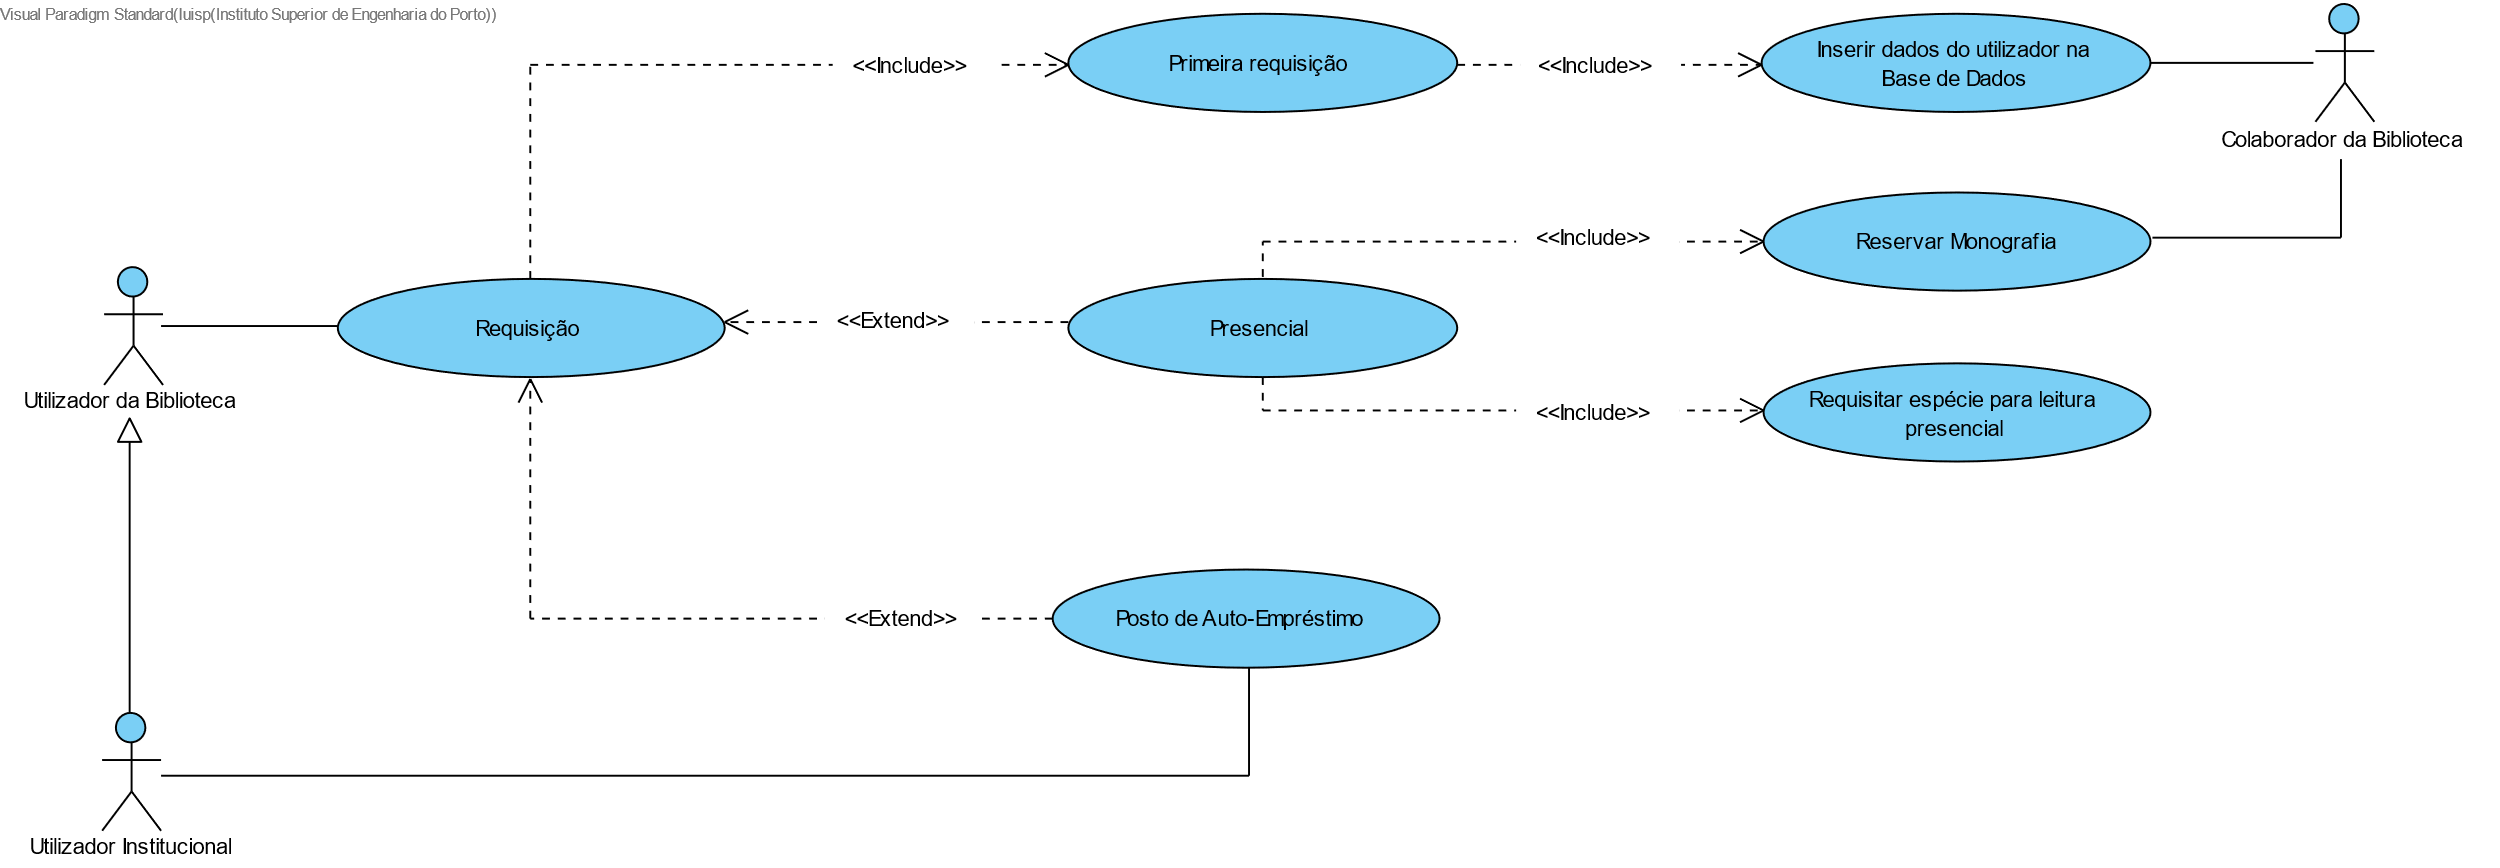 Visual Paradigm Standard(luisp(Instituto Superior de Engenharia do Porto))
<<Include>>
Primeira requisição
<<Include>>
Inserir dados do utilizador na
Base de Dados
Colaborador da Biblioteca
<<Include>>
Reservar Monografia
Utilizador da Biblioteca
Requisição
<<Extend>>
Presencial
<<Include>>
Requisitar espécie para leitura
presencial
<<Extend>>
Posto de Auto-Empréstimo
Utilizador Institucional